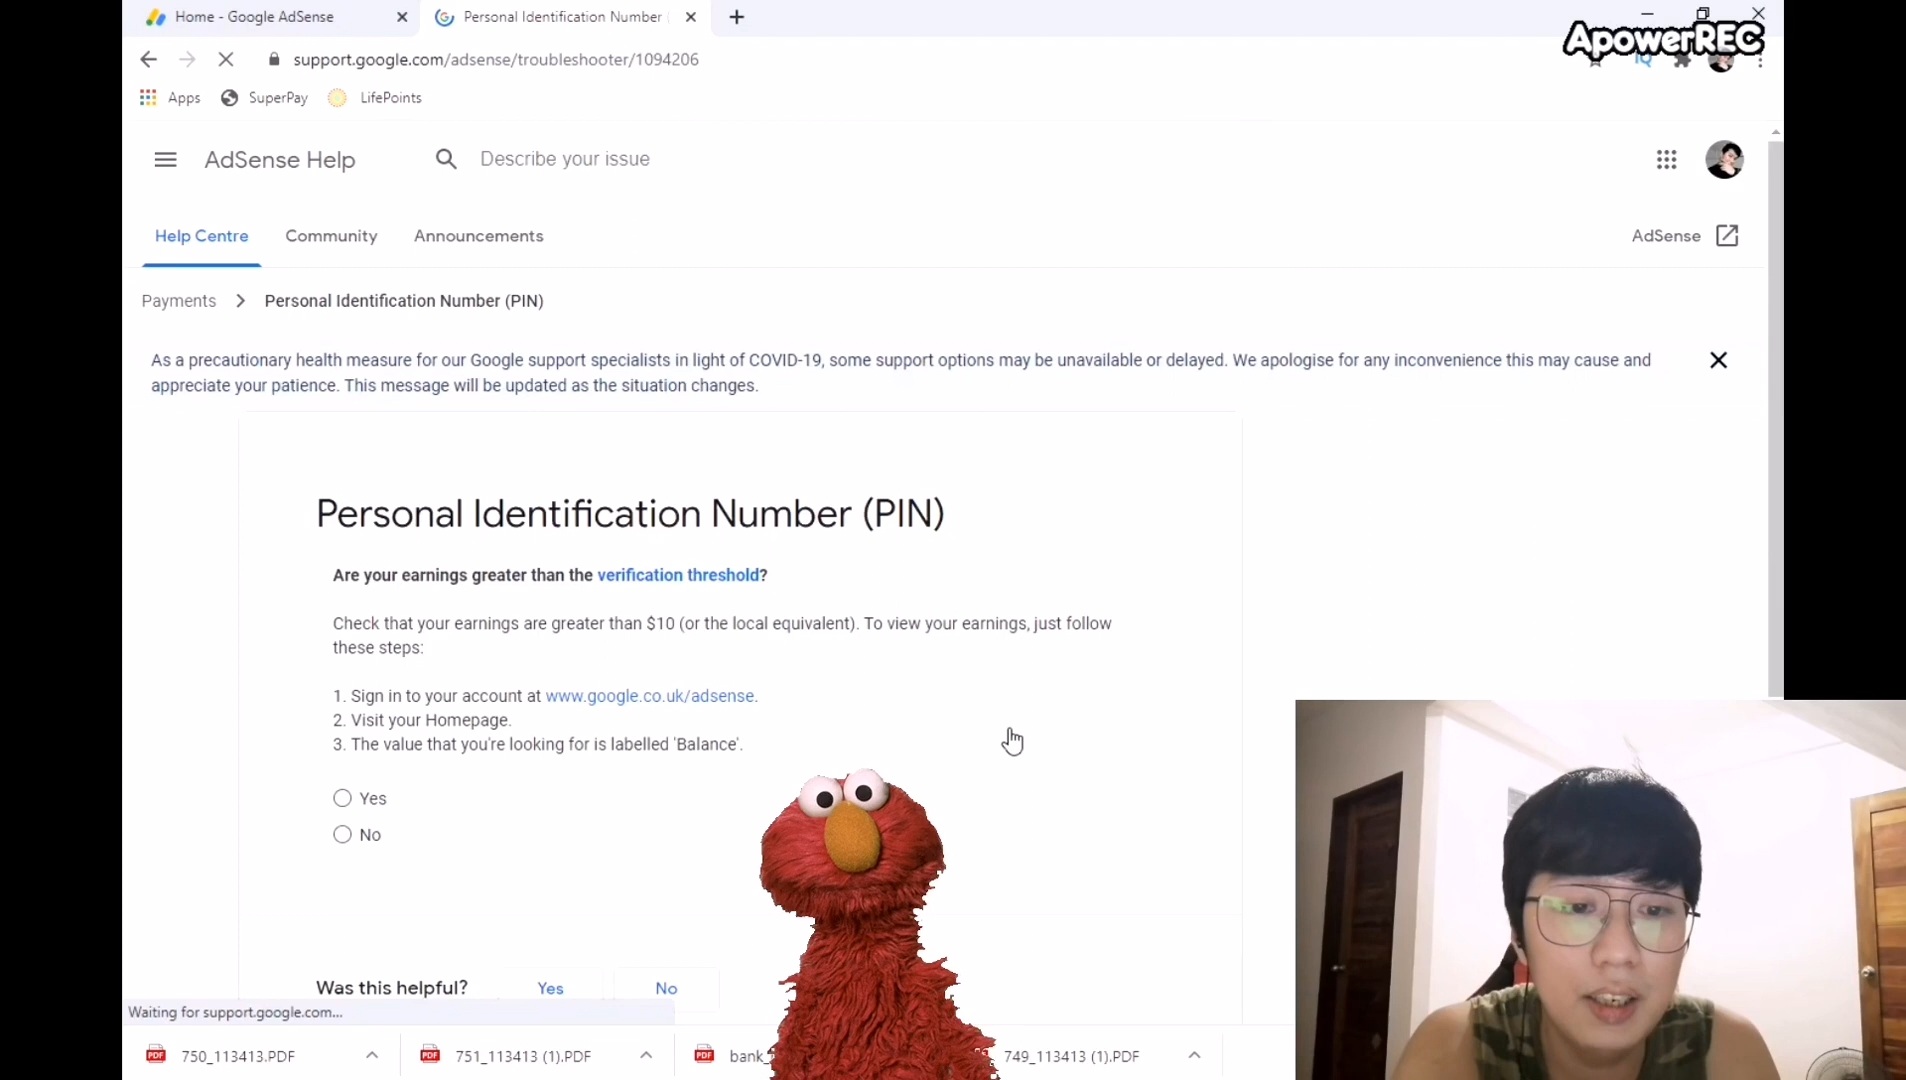 Home - Google AdSense
Personal Identification Number
ApowerREC
support.google.com/adsense/troubleshooter/1094206
IQ
Apps
SuperPay
LifePoints
AdSense Help
Describe your issue
Help Centre
Community
Announcements
AdSense
Payments
Personal Identification Number (PIN)
As a precautionary health measure for our Google support specialists in light of COVID-19, some support options may be unavailable or delayed. We apologise for any inconvenience this may cause and
appreciate your patience. This message will be updated as the situation changes.
Personal Identification Number (PIN)
Are your earnings greater than the verification threshold?
Check that your earnings are greater than $10 (or the local equivalent). To view your earnings, just follow
these steps:
1. Sign in to your account at www.google.co.uk/adsense.
2. Visit your Homepage.
3. The value that you're looking for is labelled 'Balance'.
Yes
No
Was this helpful?
Yes
No
Waiting for support.google.com...
PDF 750_113413.PDF
PDF 751_113413 (1).PDF
PDF bank_
749_113413 (1).PDF